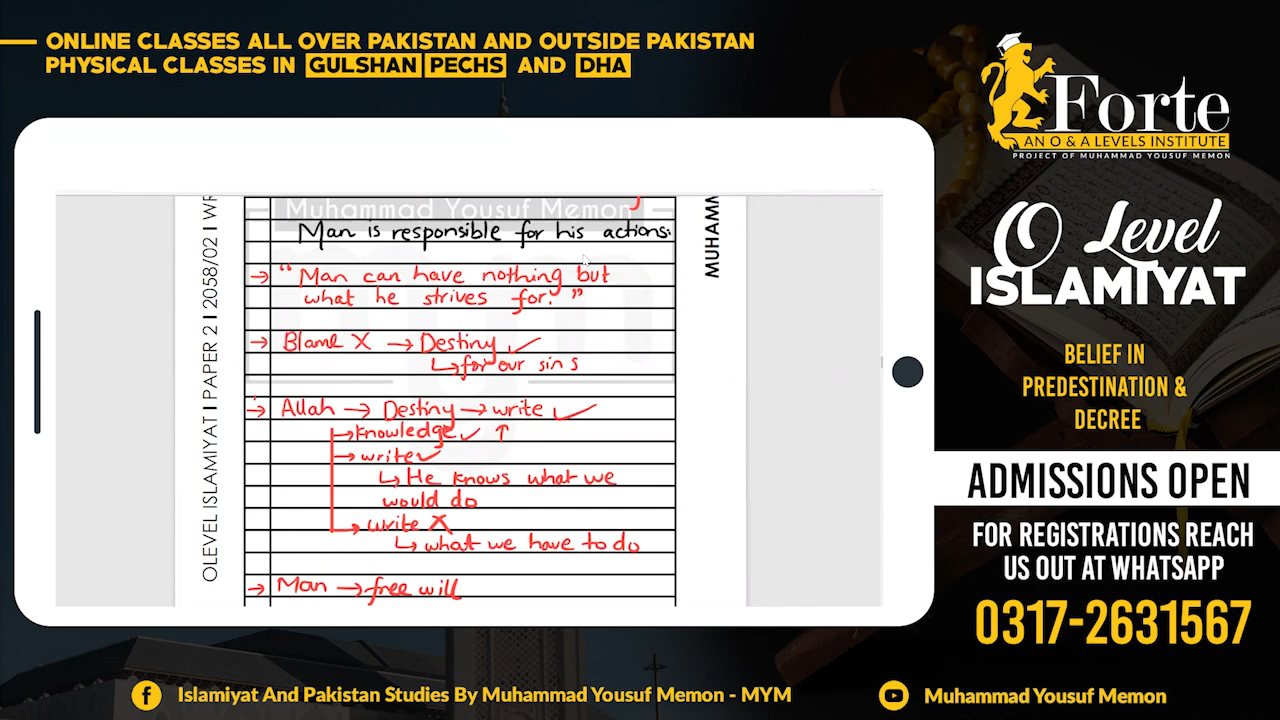 ONLINE CLASSES ALL OVER PAKISTAN AND OUTSIDE PAKISTAN
PHYSICAL CLASSES IN GULSHAN PECHS AND DHA
Forte
AN O & A LEVELS INSTITUTE
PROJECT OF MUHAMMAD YOUSUF MEMON
O Level
ISLAMIYAT
BELIEF IN
PREDESTINATION &
DECREE
ADMISSIONS OPEN
FOR REGISTRATIONS REACH
US OUT AT WHATSAPP
0317-2631567
OLEVEL ISLAMIYAT I PAPER 2 I 2058/02 I WR
MUHAMM
Muhammad Yousuf Memon
Man is responsible for his actions.
→ "Man can have nothing but
what he strives for."
→ Blame X → Destiny ✓
↳ for our sins
→ Allah → Destiny → write ✓
→ knowledge ✓ ↑
→ write ✓
↳ He knows what we
would do
→ write X
↳ what we have to do
→ Man → free will
Islamiyat And Pakistan Studies By Muhammad Yousuf Memon - MYM
Muhammad Yousuf Memon